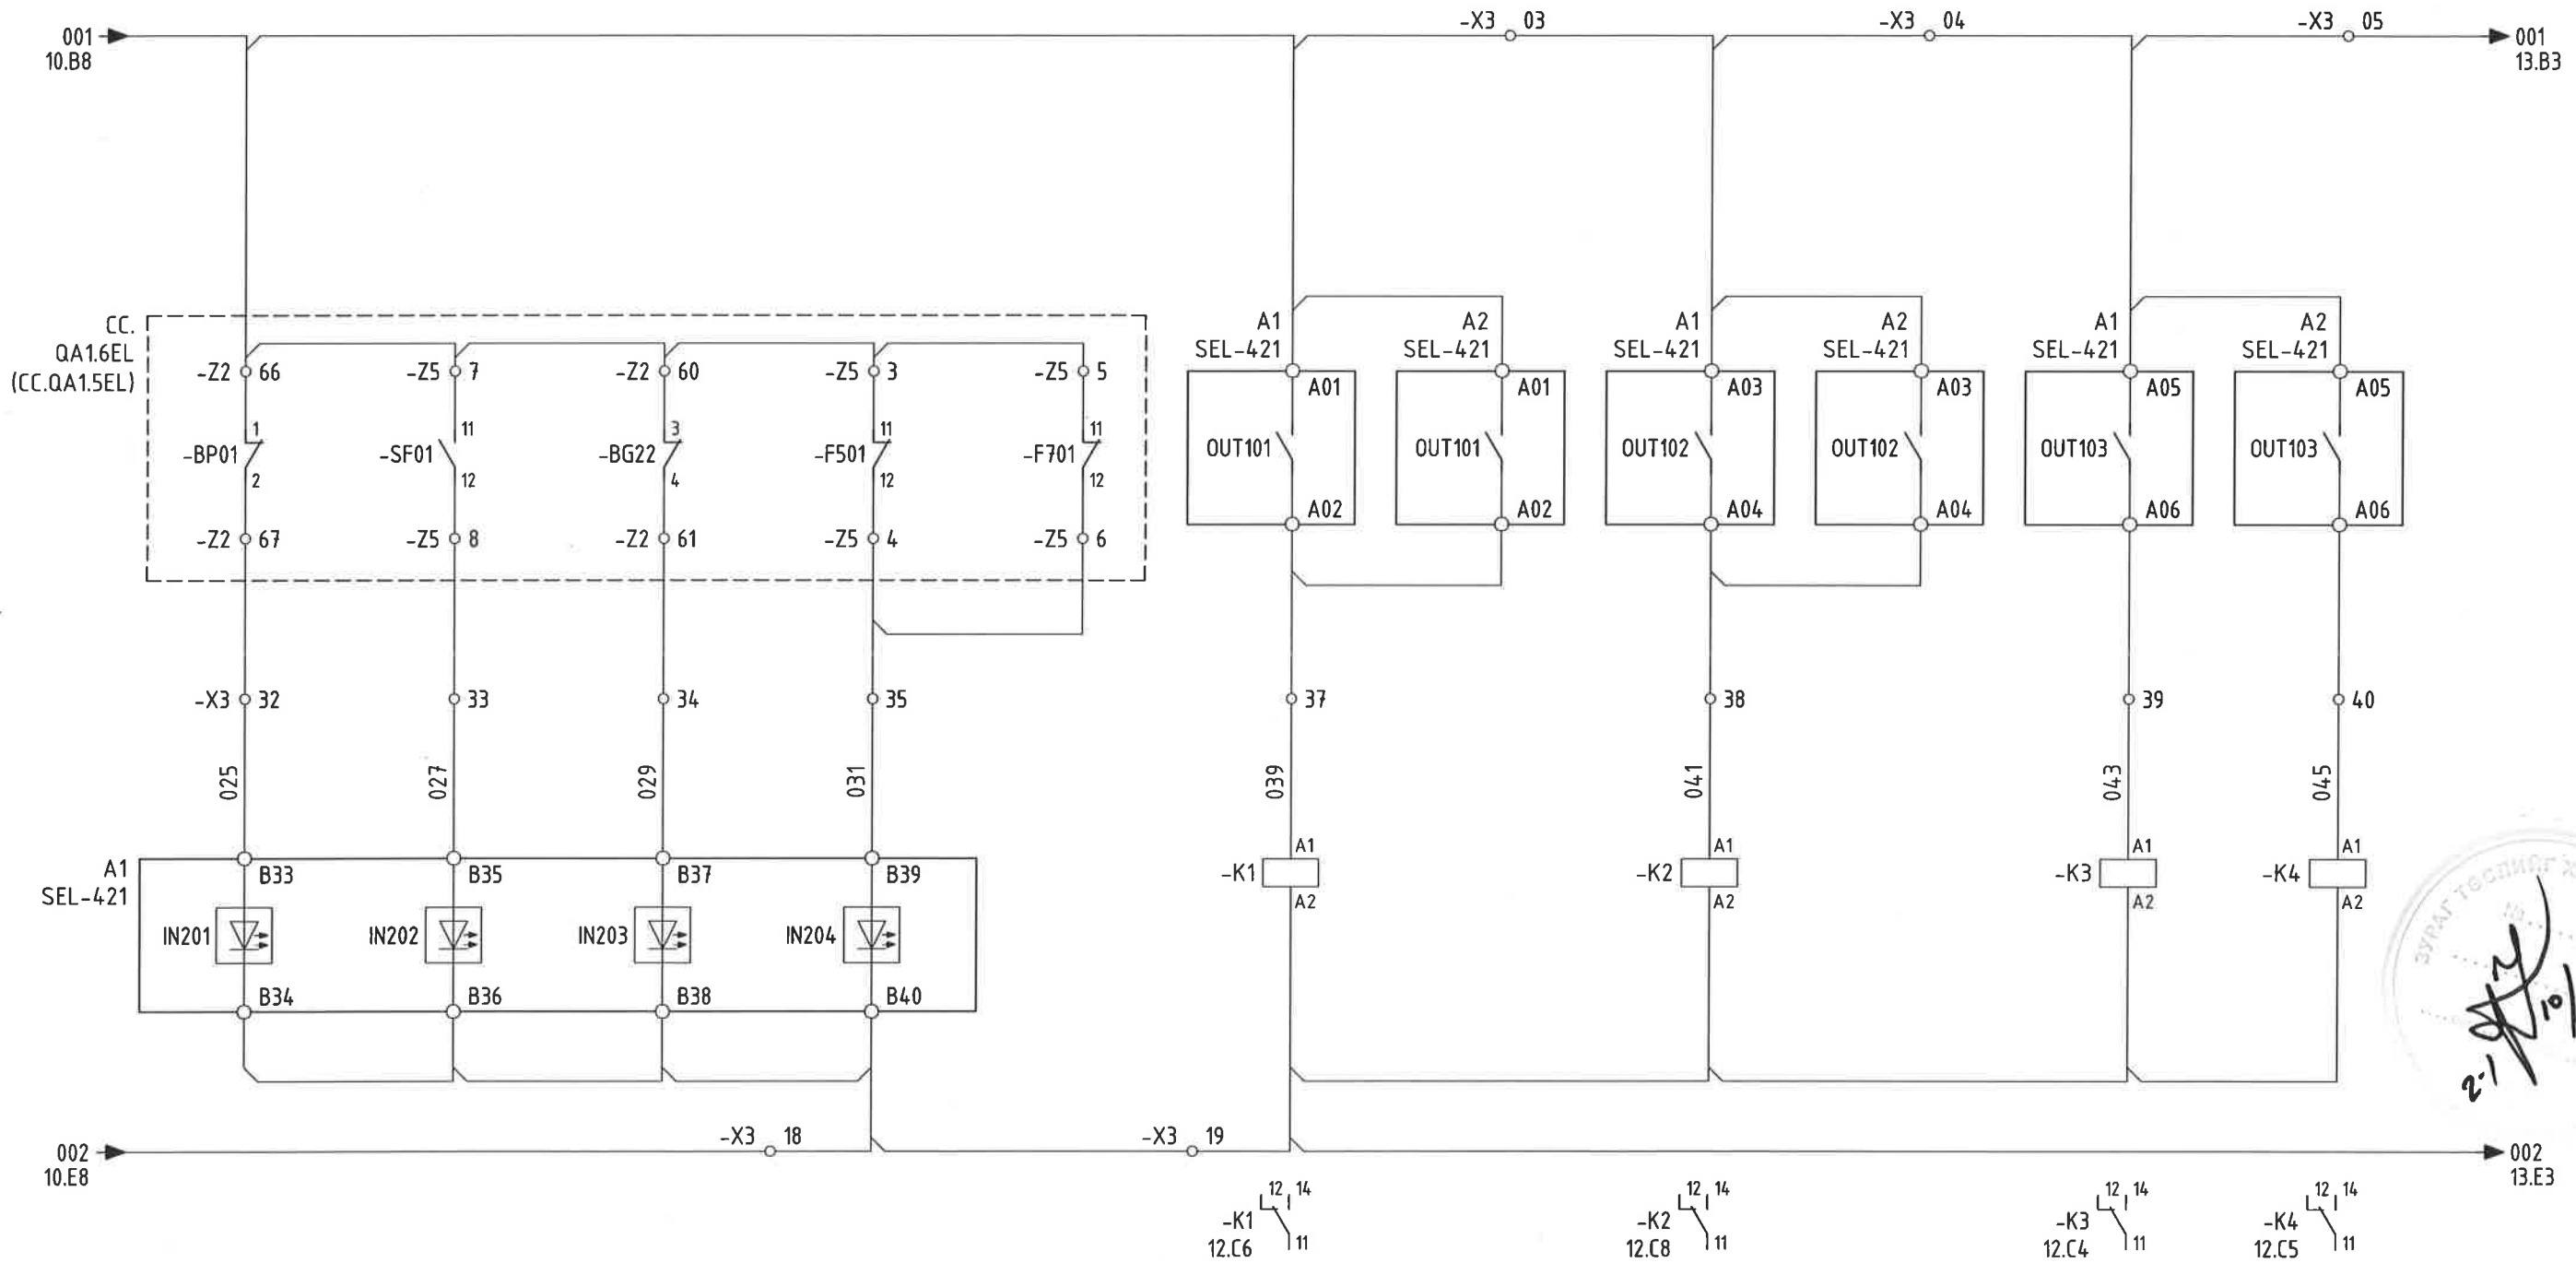 -X3 03
-X3 04
-X3 05
001
10.B8
001
13.B3
CC.
QA1.6EL
(CC.QA1.5EL)
-Z2 66
-Z5 7
-Z2 60
-Z5 3
-Z5 5
1
-BP01
2
11
-SF01
12
3
-BG22
4
11
-F501
12
11
-F701
12
-Z2 67
-Z5 8
-Z2 61
-Z5 4
-Z5 6
A1
SEL-421
A01
OUT101
A02
A2
SEL-421
A01
OUT101
A02
A1
SEL-421
A03
OUT102
A04
A2
SEL-421
A03
OUT102
A04
A1
SEL-421
A05
OUT103
A06
A2
SEL-421
A05
OUT103
A06
-X3 32
33
34
35
37
38
39
40
025
027
029
031
039
041
043
045
A1
SEL-421
B33
B35
B37
B39
IN201
IN202
IN203
IN204
B34
B36
B38
B40
A1
-K1
A2
A1
-K2
A2
A1
-K3
A2
A1
-K4
A2
ЗУРАГ ТӨСЛИЙГ
№
10
2-1
-X3 18
-X3 19
002
10.E8
002
13.E3
12 14
-K1
12.C6
11
12 14
-K2
12.C8
11
12 14
-K3
12.C4
11
12 14
-K4
12.C5
11